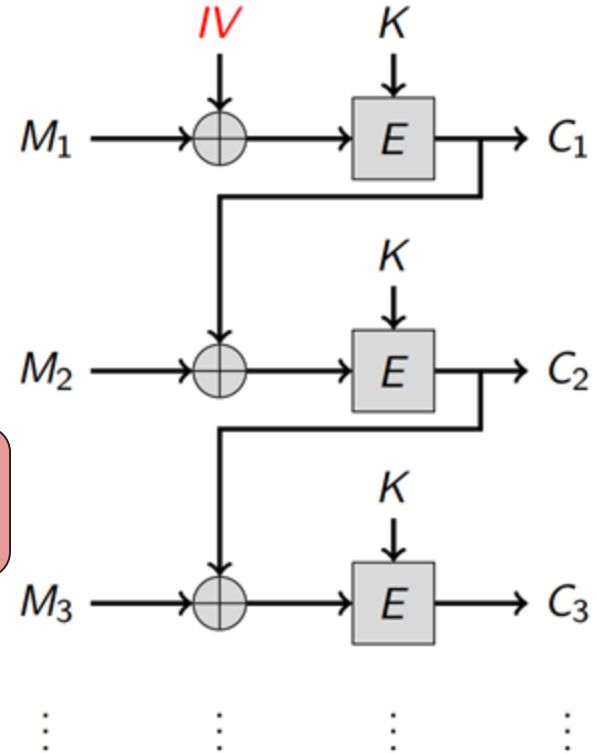 IV K
M₁ E C₁
K
M₂ E C₂
K
M₃ E C₃
⋮ ⋮ ⋮ ⋮